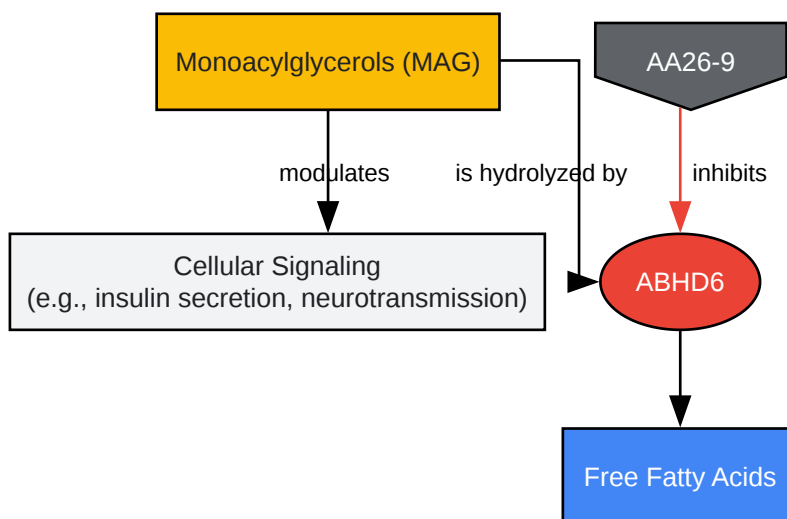 Monoacylglycerols (MAG)
AA26-9
modulates
is hydrolyzed by
inhibits
Cellular Signaling
(e.g., insulin secretion, neurotransmission)
ABHD6
Free Fatty Acids